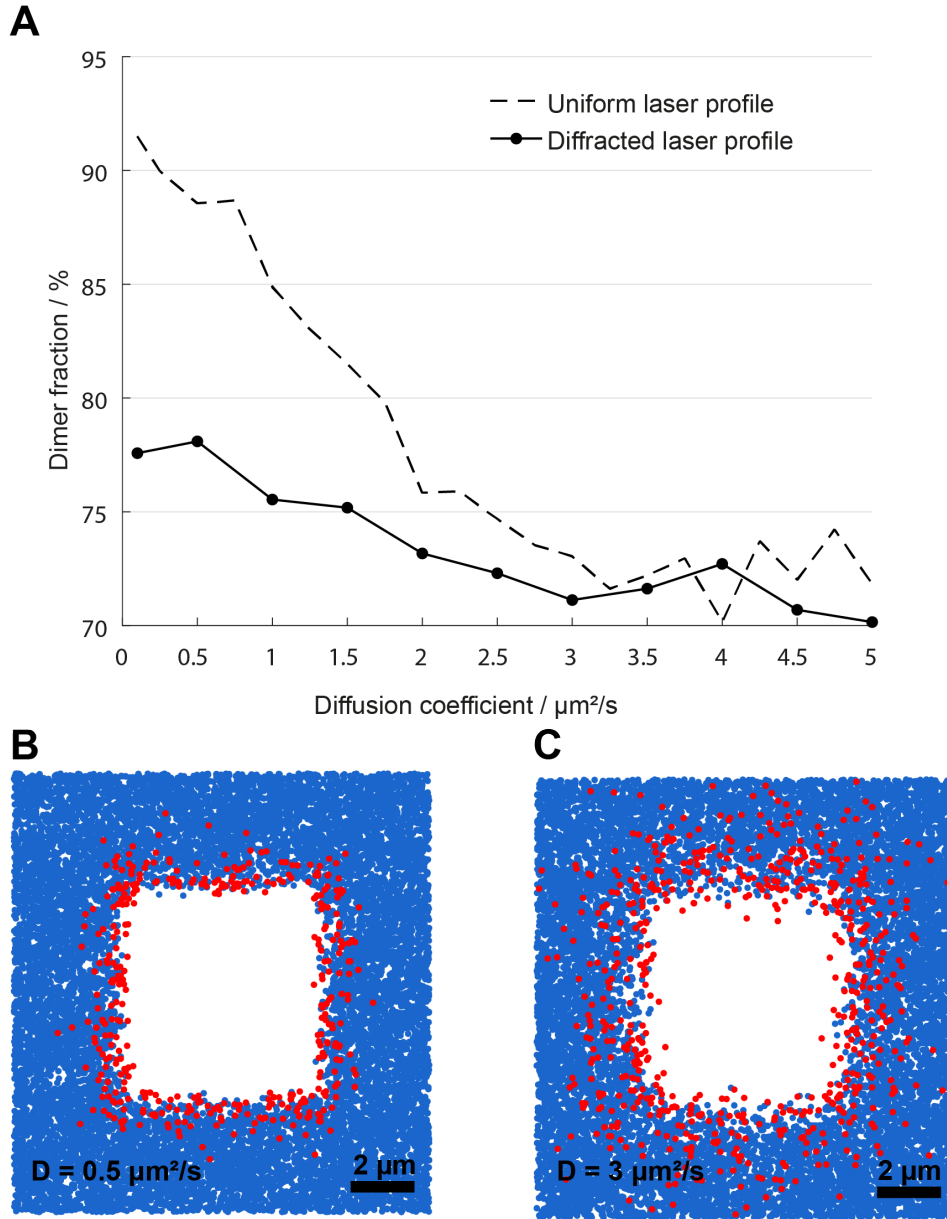 A
95
90
85
80
75
70
Dimer fraction / %
Uniform laser profile
Diffracted laser profile
0 0.5 1 1.5 2 2.5 3 3.5 4 4.5 5
Diffusion coefficient / µm²/s
B
D = 0.5 µm²/s
2 µm
C
D = 3 µm²/s
2 µm